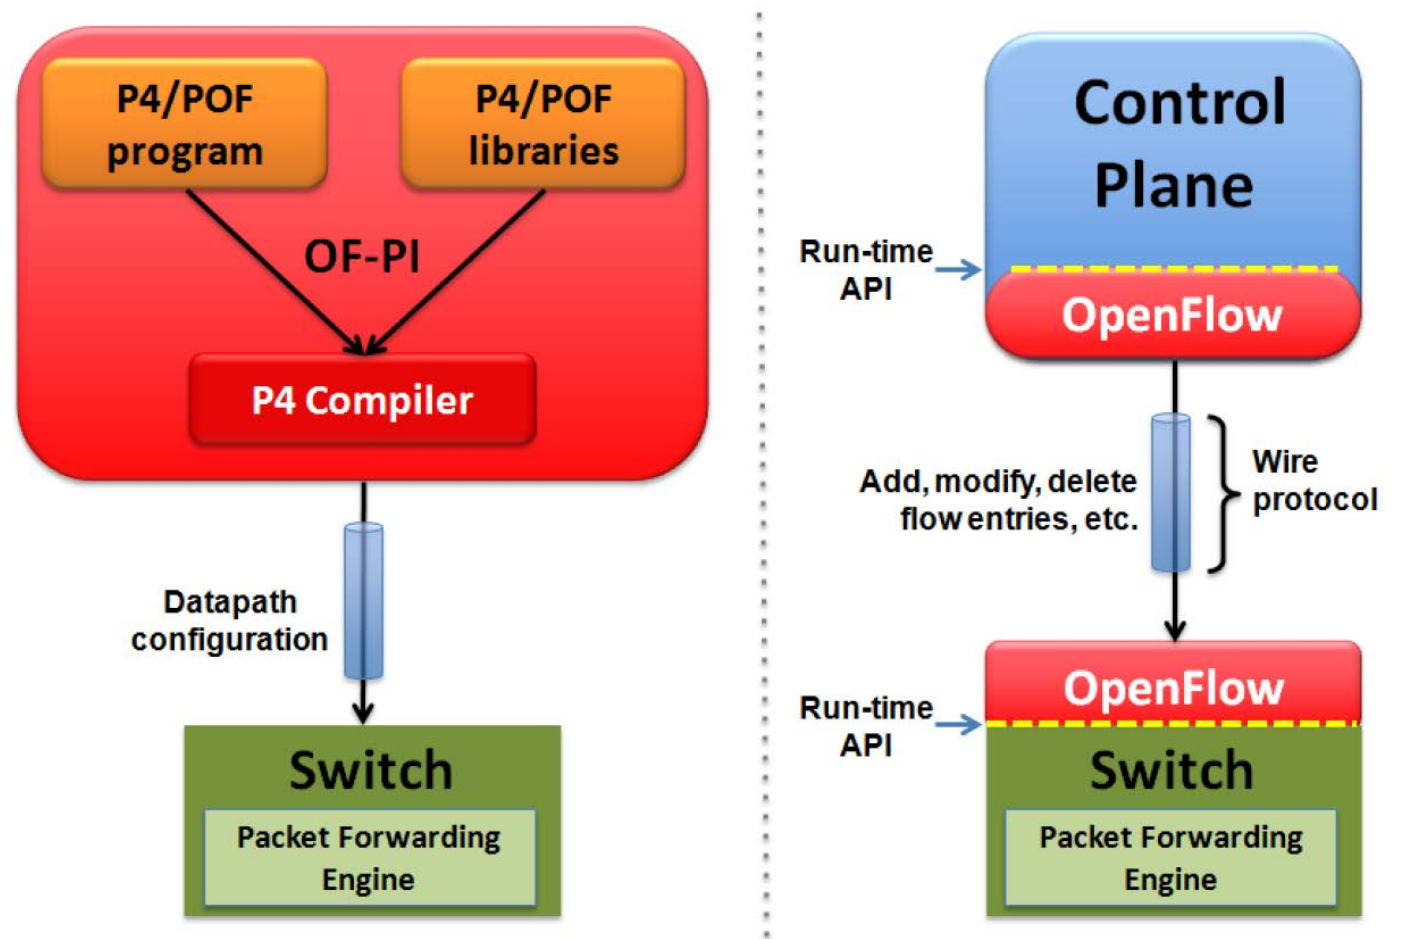 P4/POF
program
P4/POF
libraries
OF-PI
P4 Compiler
Datapath
configuration
Switch
Packet Forwarding
Engine
Control
Plane
Run-time
API
OpenFlow
Add, modify, delete
flow entries, etc.
Wire
protocol
OpenFlow
Run-time
API
Switch
Packet Forwarding
Engine